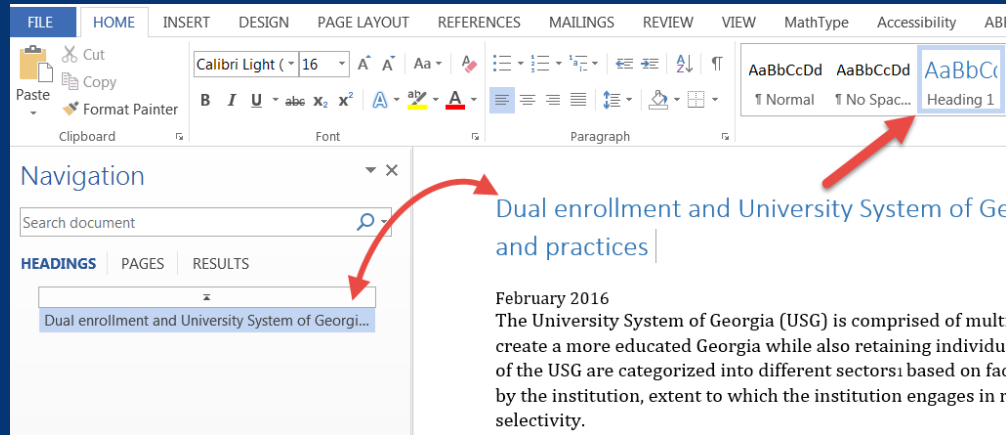 FILE HOME INSERT DESIGN PAGE LAYOUT REFERENCES MAILINGS REVIEW VIEW MathType Accessibility
Cut
Copy
Format Painter
Paste
Clipboard
Calibri Light ( 16 A A Aa
B I U abc X₂ X² A ab A
Font
Paragraph
AaBbCcDd AaBbCcDd AaBbC
¶ Normal ¶ No Spac... Heading 1
Navigation
Search document
HEADINGS PAGES RESULTS
Dual enrollment and University System of Georgi...
Dual enrollment and University System of Ge
and practices
February 2016
The University System of Georgia (USG) is comprised of mult
create a more educated Georgia while also retaining individu
of the USG are categorized into different sectors1 based on fac
by the institution, extent to which the institution engages in r
selectivity.